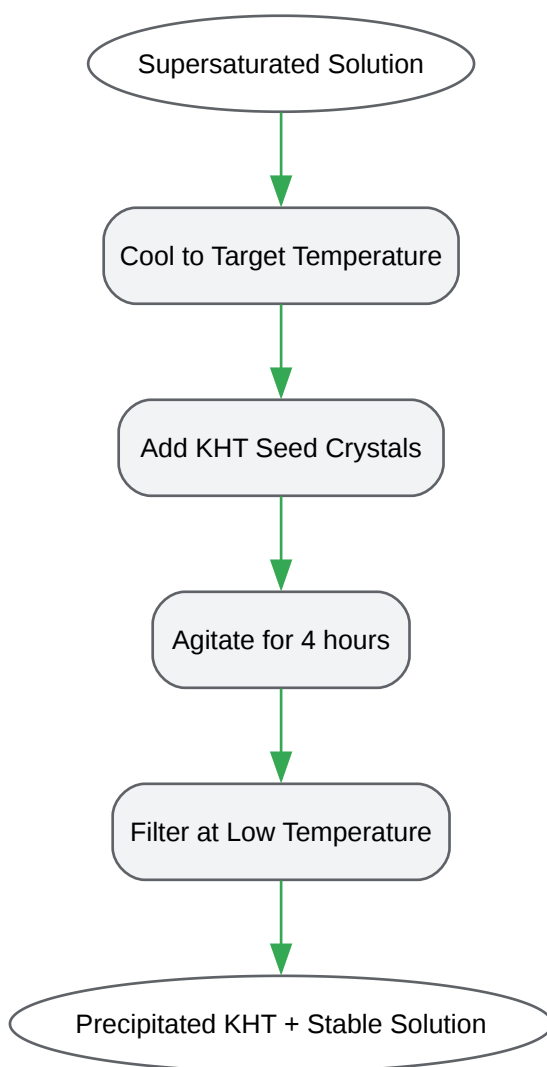 Supersaturated Solution
Cool to Target Temperature
Add KHT Seed Crystals
Agitate for 4 hours
Filter at Low Temperature
Precipitated KHT + Stable Solution